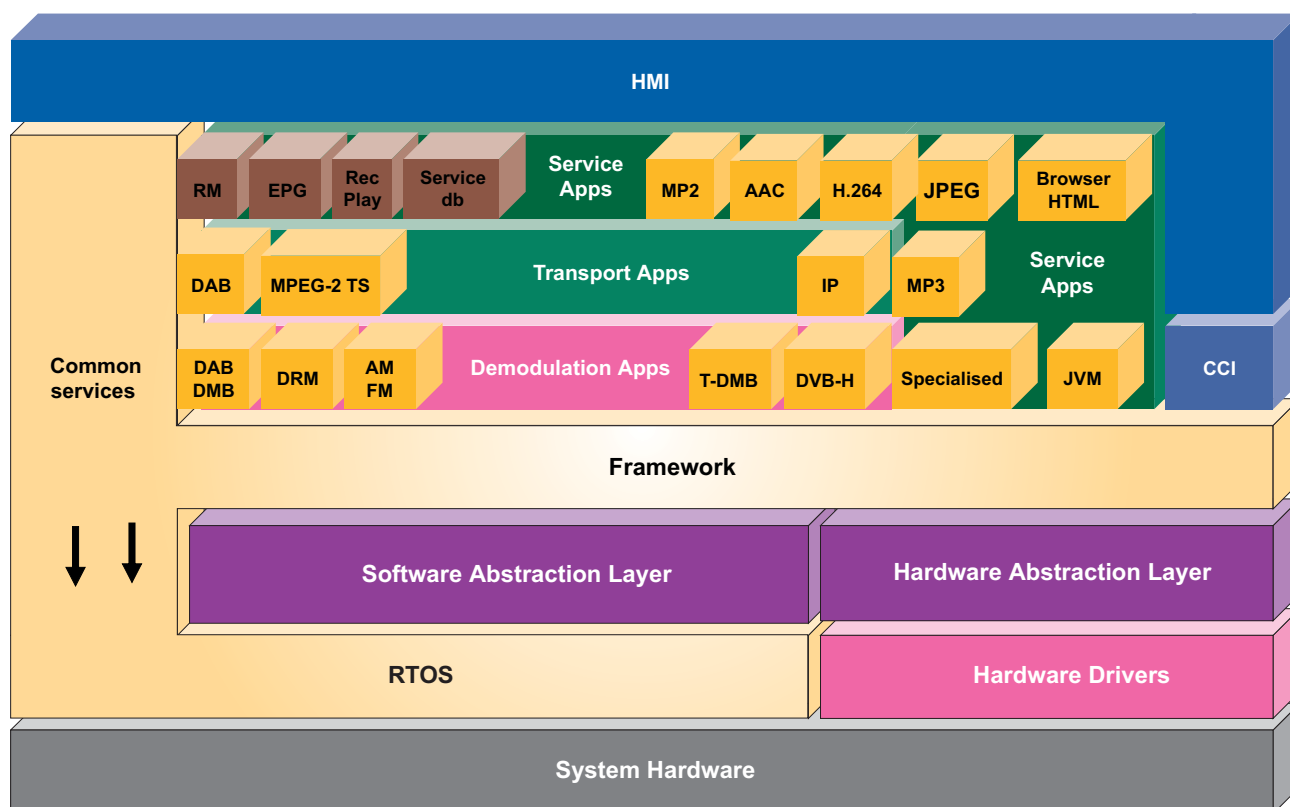 HMI
RM
EPG
Rec
Play
Service
db
Service
Apps
MP2
AAC
H.264
JPEG
Browser
HTML
DAB
MPEG-2 TS
Transport Apps
IP
MP3
Service
Apps
Common
services
DAB
DMB
DRM
AM
FM
Demodulation Apps
T-DMB
DVB-H
Specialised
JVM
CCI
Framework
Software Abstraction Layer
Hardware Abstraction Layer
RTOS
Hardware Drivers
System Hardware